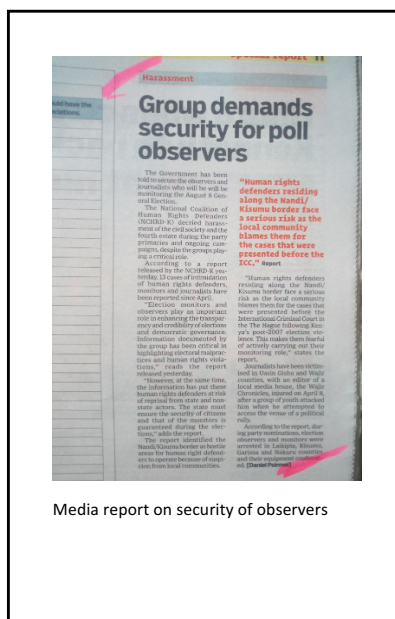 Special report 11
Harassment
Group demands
security for poll
observers
The Government has been
told to secure the observers and
journalists who will be will be
monitoring the August 8 Gen-
eral Election.
The National Coalition of
Human Rights Defenders
(NCHRD-K) decried harass-
ment of the civil society and the
fourth estate during the party
primaries and ongoing cam-
paigns, despite the groups play-
ing a critical role.
According to a report
released by the NCHRD-K yes-
terday, 13 cases of intimidation
of human rights defenders,
monitors and journalists have
been reported since April.
"Election monitors and
observers play an important
role in enhancing the transpar-
ency and credibility of elections
and democratic governance.
Information documented by
the group has been critical in
highlighting electoral malprac-
tices and human rights viola-
tions," reads the report
released yesterday.
"However, at the same time,
the information has put these
human rights defenders at risk
of reprisal from state and non-
state actors. The state must
ensure the security of citizens
and that of the monitors is
guaranteed during the elec-
tions," adds the report.
The report identified the
Nandi/Kisumu border as hostile
areas for human right defend-
ers to operate because of suspi-
cion from local communities.
"Human rights
defenders residing
along the Nandi/
Kisumu border face
a serious risk as the
local community
blames them for
the cases that were
presented before the
ICC," Report
"Human rights defenders
residing along the Nandi/
Kisumu border face a serious
risk as the local community
blames them for the cases that
were presented before the
International Criminal Court in
the The Hague following Ken-
ya's post-2007 election vio-
lence. This makes them fearful
of actively carrying out their
monitoring role," states the
report.
Journalists have been victim-
ised in Uasin Gishu and Wajir
counties, with an editor of a
local media house, the Wajir
Chronicles, injured on April 8,
after a group of youth attacked
him when he attempted to
access the venue of a political
rally.
According to the report, dur-
ing party nominations, election
observers and monitors were
arrested in Laikipia, Kisumu,
Garissa and Nakuru counties
and their equipment
ed. [Daniel
Media report on security of observers